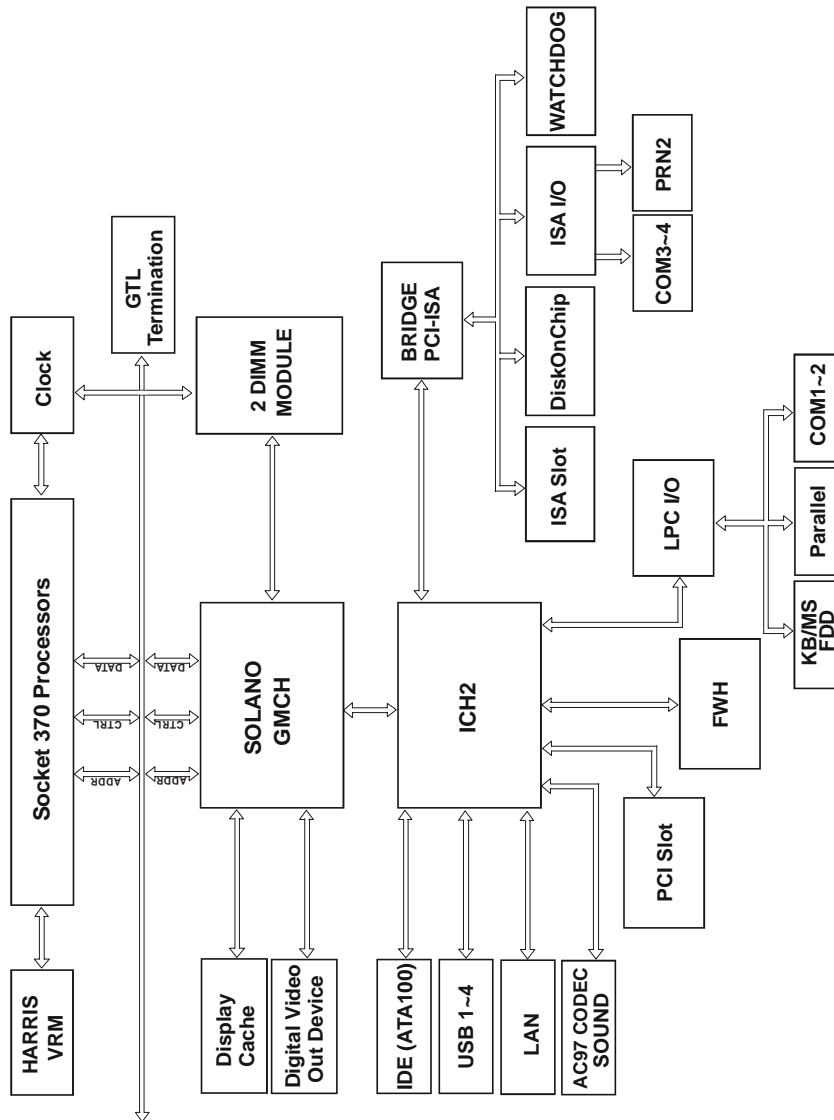 HARRIS
VRM
Socket 370 Processors
Clock
GTL
Termination
ADDR
CTRL
DATA
ADDR
CTRL
DATA
Display
Cache
Digital Video
Out Device
SOLANO
GMCH
2 DIMM
MODULE
IDE (ATA100)
USB 1~4
LAN
AC97 CODEC
SOUND
ICH2
BRIDGE
PCI-ISA
ISA Slot
DiskOnChip
ISA I/O
WATCHDOG
COM3~4
PRN2
PCI Slot
FWH
LPC I/O
KB/MS
FDD
Parallel
COM1~2